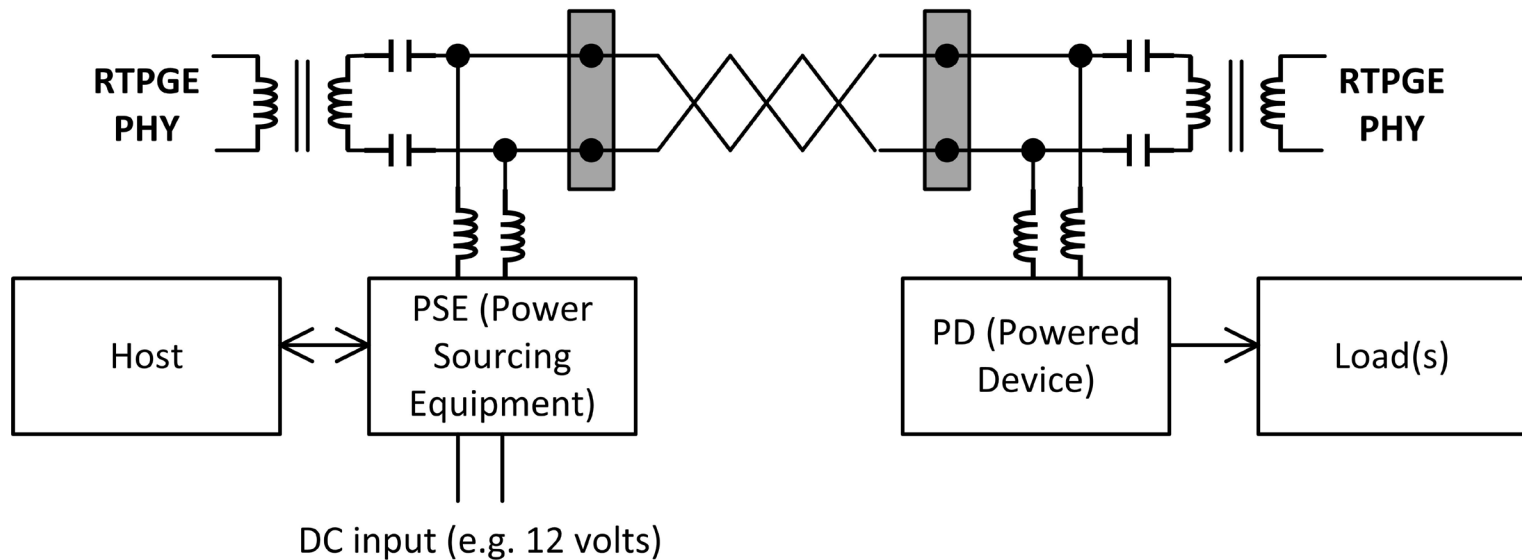 RTPGE
PHY
RTPGE
PHY
Host
PSE (Power
Sourcing
Equipment)
PD (Powered
Device)
Load(s)
DC input (e.g. 12 volts)